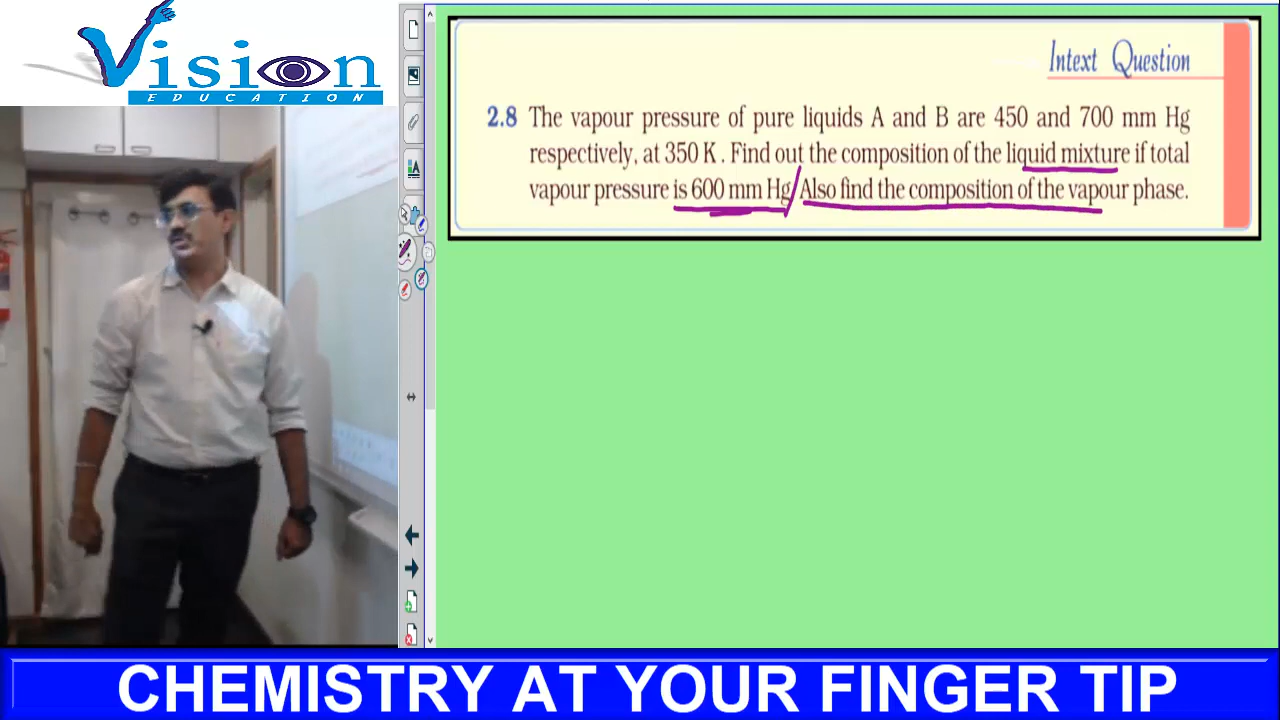 Vision
EDUCATION
Intext Question
2.8 The vapour pressure of pure liquids A and B are 450 and 700 mm Hg
respectively, at 350 K . Find out the composition of the liquid mixture if total
vapour pressure is 600 mm Hg/Also find the composition of the vapour phase.
CHEMISTRY AT YOUR FINGER TIP